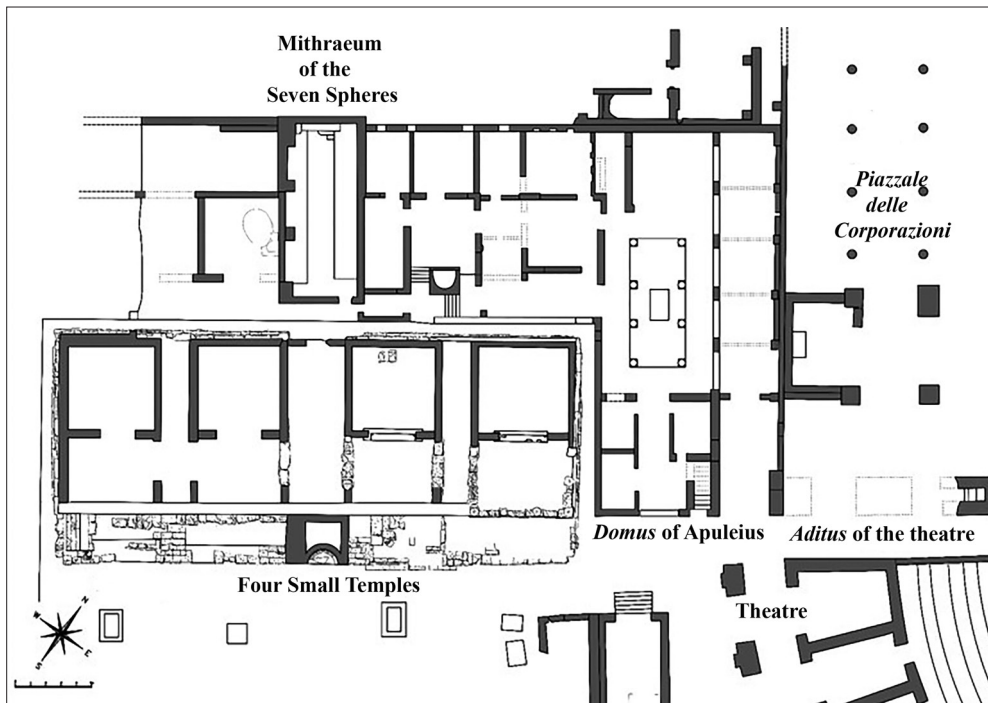 Mithraeum
of the
Seven Spheres
Piazzale
delle
Corporazioni
Domus of Apuleius
Aditus of the theatre
Four Small Temples
Theatre
N
W
E
S